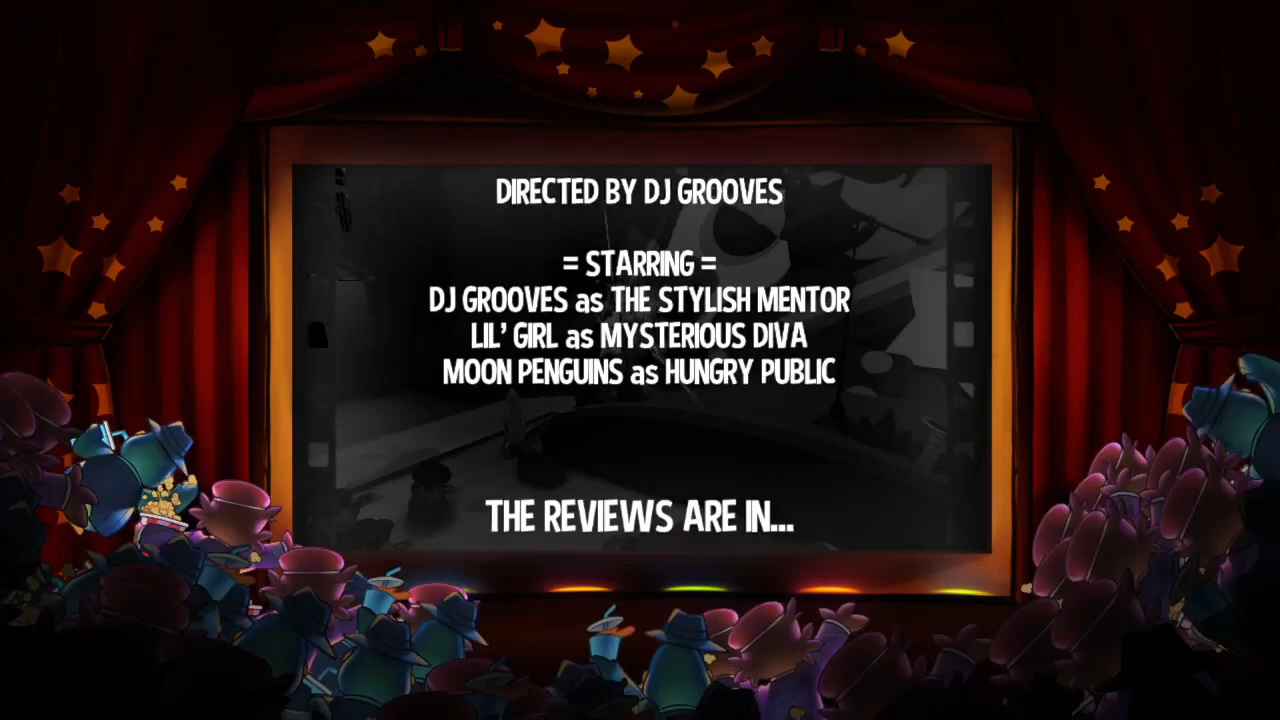 DIRECTED BY DJ GROOVES
= STARRING =
DJ GROOVES as THE STYLISH MENTOR
LIL' GIRL as MYSTERIOUS DIVA
MOON PENGUINS as HUNGRY PUBLIC
THE REVIEWS ARE IN...